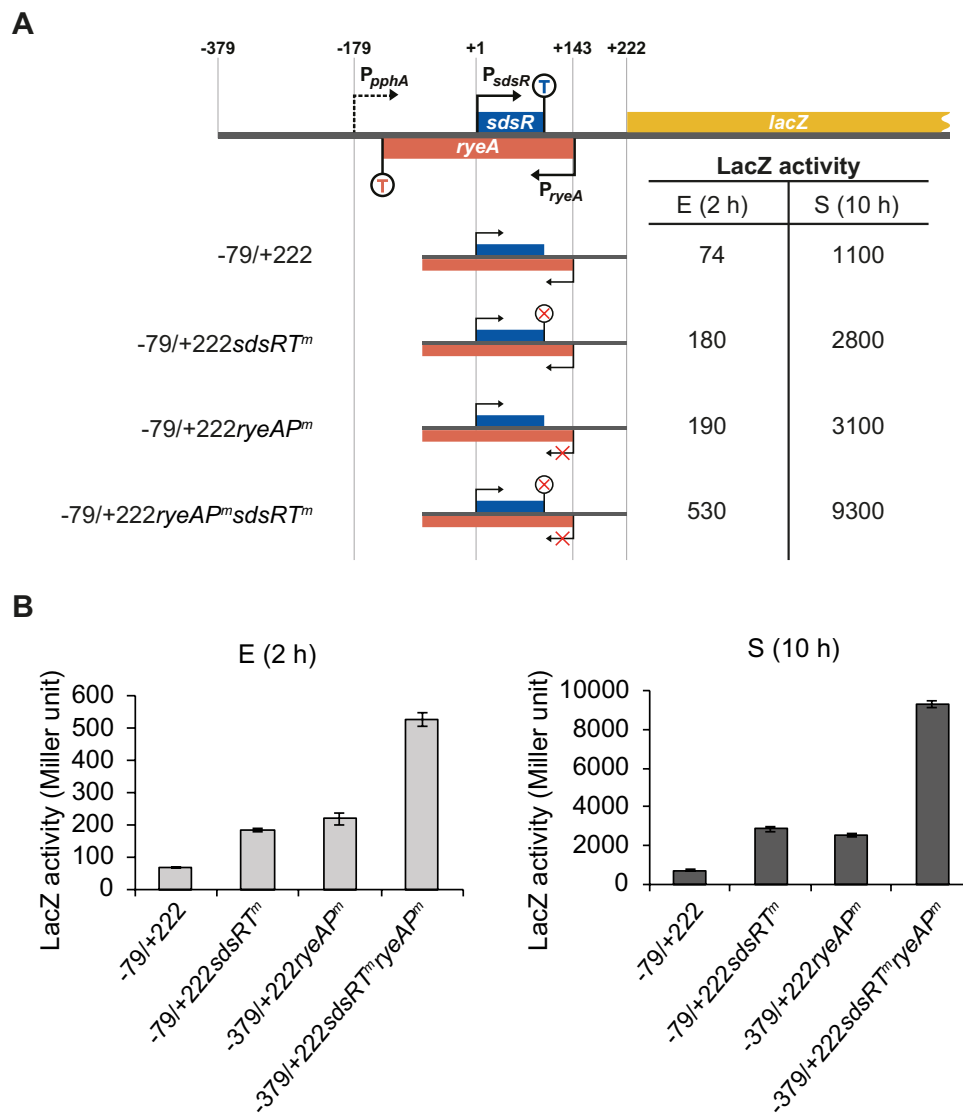 A
-379 -179 +1 +143 +222
PpphA PsdsR T
sdsR lacZ
ryeA
T PryeA
LacZ activity
E (2 h) S (10 h)
-79/+222 74 1100
-79/+222sdsRTᵐ 180 2800
-79/+222ryeAPᵐ 190 3100
-79/+222ryeAPᵐsdsRTᵐ 530 9300
B
E (2 h)
LacZ activity (Miller unit)
600
500
400
300
200
100
0
-79/+222
-79/+222sdsRTᵐ
-379/+222ryeAPᵐ
-379/+222sdsRTᵐryeAPᵐ
S (10 h)
LacZ activity (Miller unit)
10000
8000
6000
4000
2000
0
-79/+222
-79/+222sdsRTᵐ
-379/+222ryeAPᵐ
-379/+222sdsRTᵐryeAPᵐ